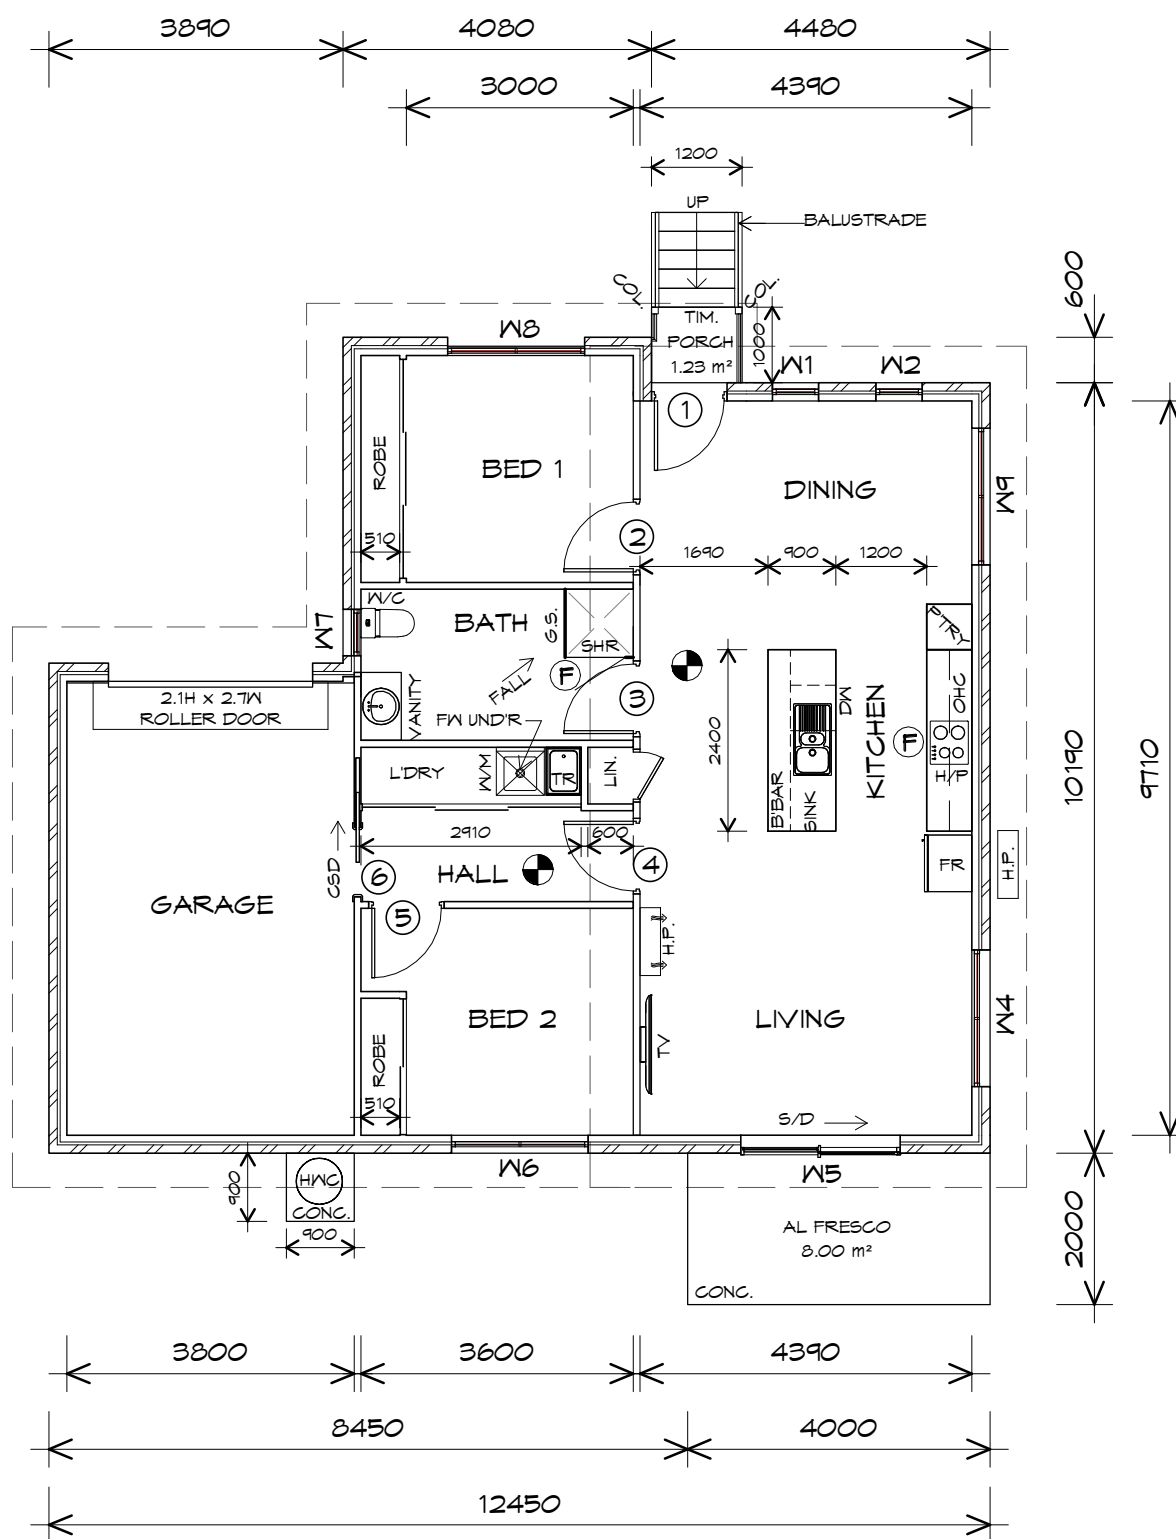 3890
4080
4480
3000
4390
1200
UP
BALUSTRADE
COL.
COL.
600
TIM.
PORCH
1.23 m²
1000
W8
W1
W2
1
ROBE
BED 1
DINING
W9
510
2
1690
900
1200
W/C
W7
BATH
G.S.
SHR
P'TRY
FALL
F
3
2.1H x 2.7W
ROLLER DOOR
VANITY
FW UND'R
DW
OHC
KITCHEN
F
2400
L'DRY
W/M
TR
LIN.
H/P
B'BAR
SINK
10190
9710
2910
600
CSD
6
HALL
4
FR
H.P.
GARAGE
5
H.P.
BED 2
LIVING
W4
ROBE
TV
510
S/D
W6
W5
HWC
900
CONC.
900
AL FRESCO
8.00 m²
CONC.
2000
3800
3600
4390
8450
4000
12450